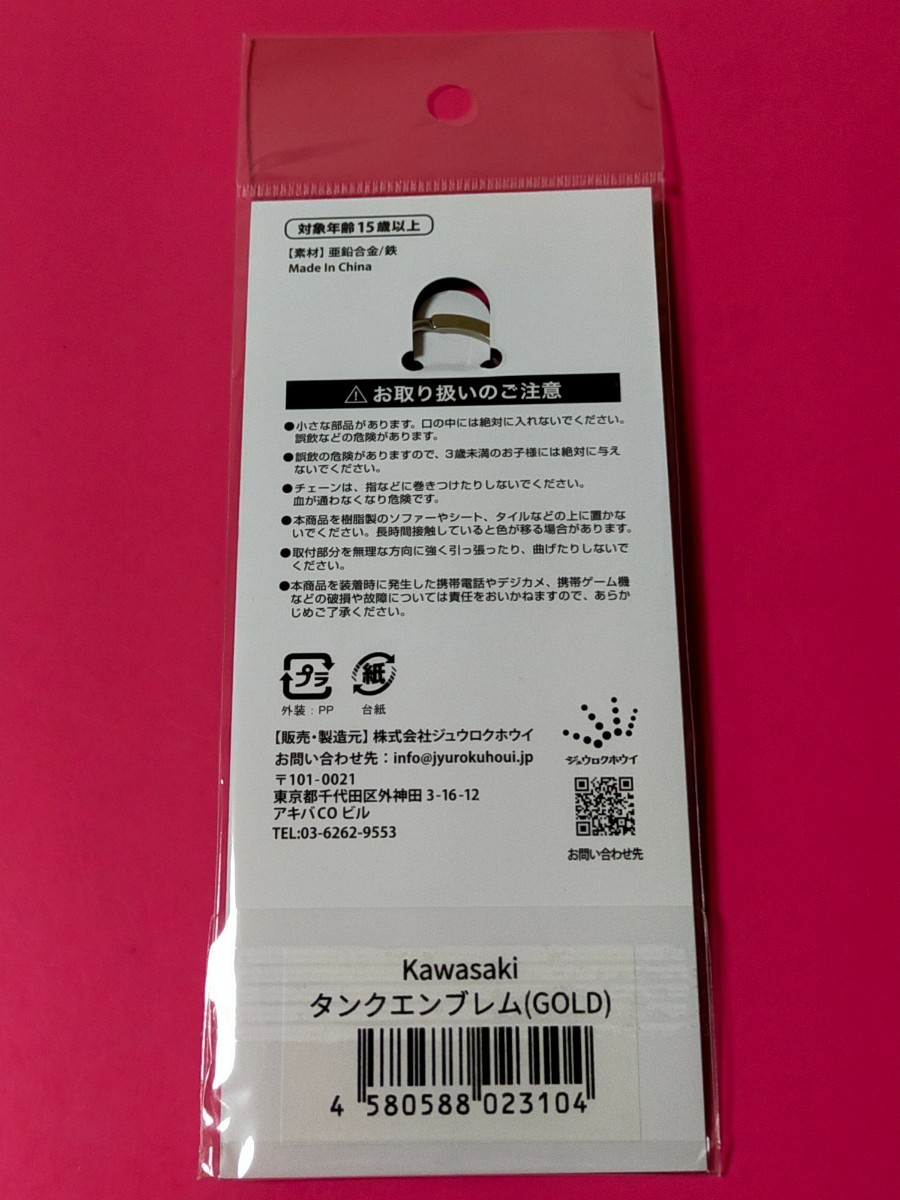 対象年齢15歳以上
【素材】亜鉛合金/鉄
Made In China
⚠お取り扱いのご注意
●小さな部品があります。口の中には絶対に入れないでください。
誤飲などの危険があります。
●誤飲の危険がありますので、3歳未満のお子様には絶対に与え
ないでください。
●チェーンは、指などに巻きつけたりしないでください。
血が通わなくなり危険です。
●本商品を樹脂製のソファーやシート、タイルなどの上に置かな
いでください。長時間接触していると色が移る場合があります。
●取付部分を無理な方向に強く引っ張ったり、曲げたりしないで
ください。
●本商品を装着時に発生した携帯電話やデジカメ、携帯ゲーム機
などの破損や故障については責任をおいかねますので、あらか
じめご了承ください。
プラ 紙
外装：PP 台紙
【販売・製造元】株式会社ジュウロクホウイ
お問い合わせ先：info@jyurokuhoui.jp
〒101-0021
東京都千代田区外神田 3-16-12
アキバCO ビル
TEL:03-6262-9553
ジュウロクホウイ
お問い合わせ先
Kawasaki
タンクエンブレム(GOLD)
4 580588 023104